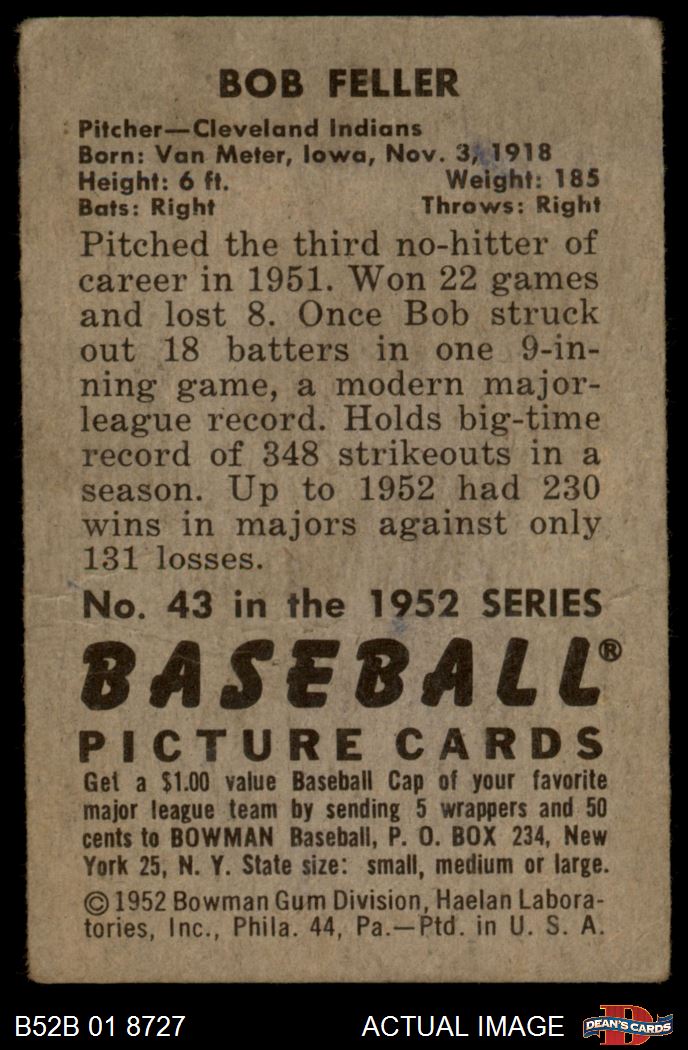 BOB FELLER
Pitcher—Cleveland Indians
Born: Van Meter, Iowa, Nov. 3, 1918
Height: 6 ft. Weight: 185
Bats: Right Throws: Right
Pitched the third no-hitter of
career in 1951. Won 22 games
and lost 8. Once Bob struck
out 18 batters in one 9-in-
ning game, a modern major-
league record. Holds big-time
record of 348 strikeouts in a
season. Up to 1952 had 230
wins in majors against only
131 losses.
No. 43 in the 1952 SERIES
BASEBALL®
PICTURE CARDS
Get a $1.00 value Baseball Cap of your favorite
major league team by sending 5 wrappers and 50
cents to BOWMAN Baseball, P. O. BOX 234, New
York 25, N. Y. State size: small, medium or large.
© 1952 Bowman Gum Division, Haelan Labora-
tories, Inc., Phila. 44, Pa.—Ptd. in U. S. A.
B52B 01 8727 ACTUAL IMAGE D DEAN'S CARDS